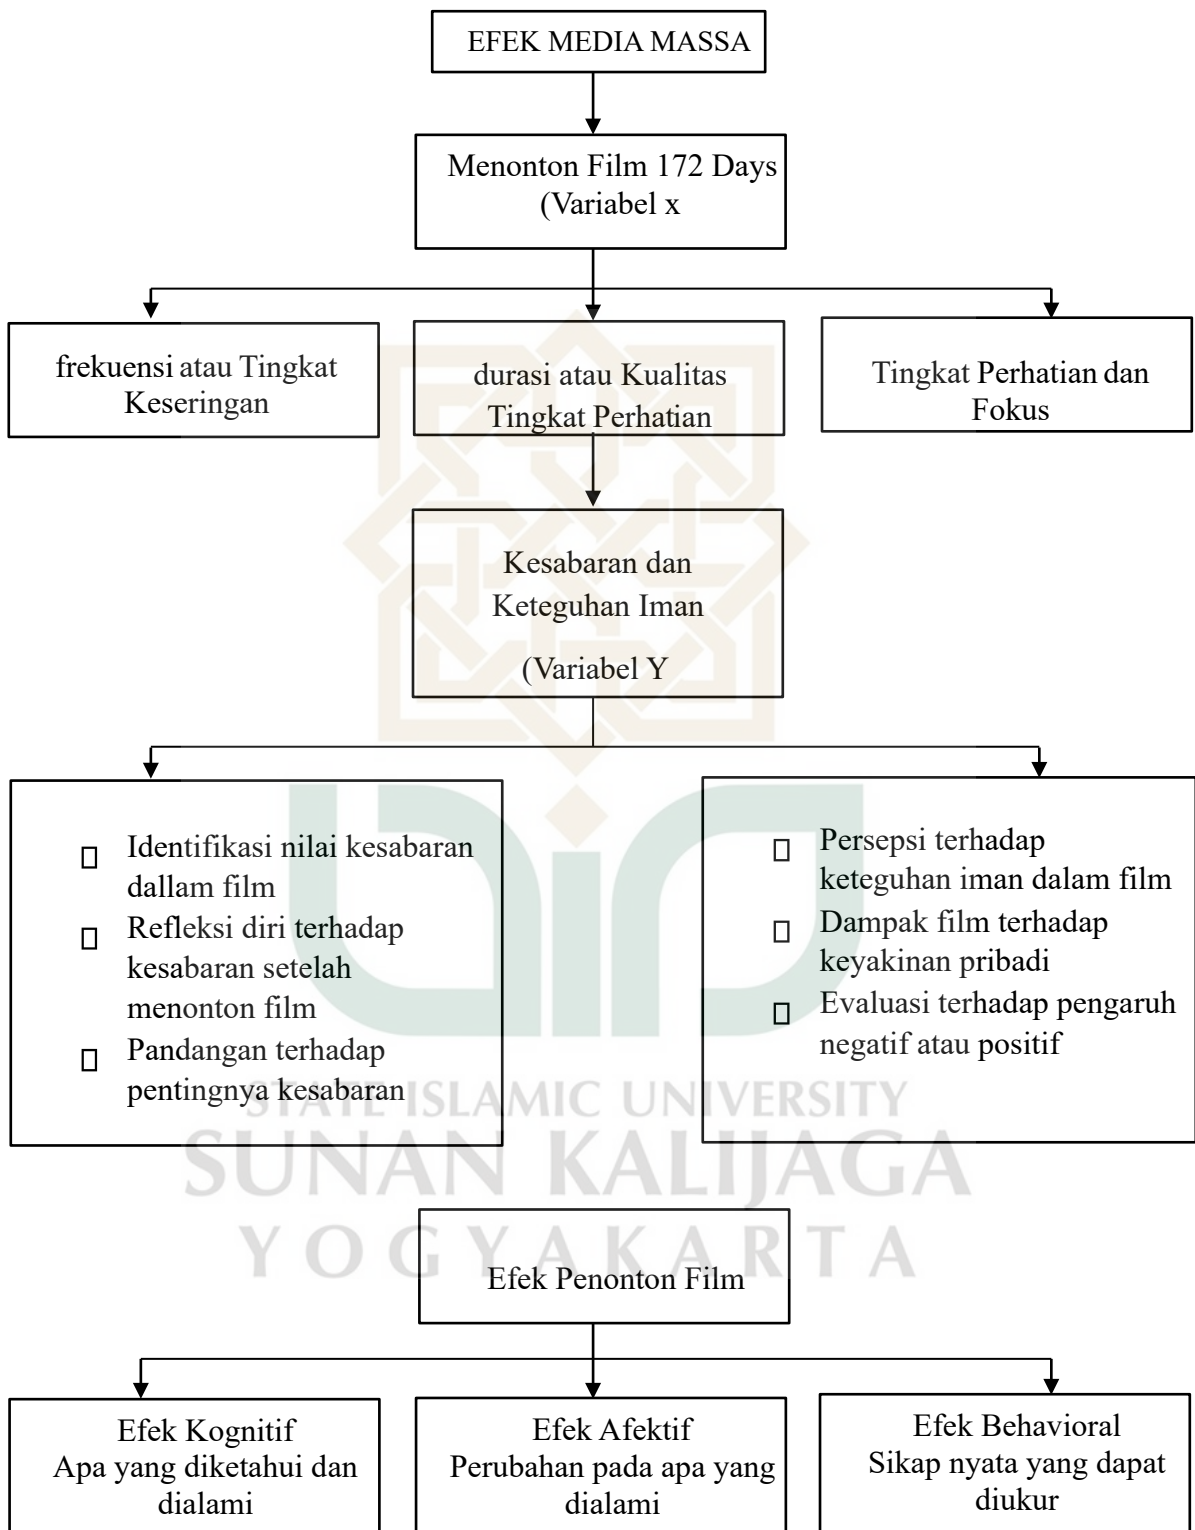 EFEK MEDIA MASSA
Menonton Film 172 Days
(Variabel x
frekuensi atau Tingkat
Keseringan
durasi atau Kualitas
Tingkat Perhatian
Tingkat Perhatian dan
Fokus
Kesabaran dan
Keteguhan Iman
(Variabel Y
Identifikasi nilai kesabaran
dallam film
Refleksi diri terhadap
kesabaran setelah
menonton film
Pandangan terhadap
pentingnya kesabaran
Persepsi terhadap
keteguhan iman dalam film
Dampak film terhadap
keyakinan pribadi
Evaluasi terhadap pengaruh
negatif atau positif
STATE ISLAMIC UNIVERSITY
SUNAN KALIJAGA
YOGYAKARTA
Efek Penonton Film
Efek Kognitif
Apa yang diketahui dan
dialami
Efek Afektif
Perubahan pada apa yang
dialami
Efek Behavioral
Sikap nyata yang dapat
diukur